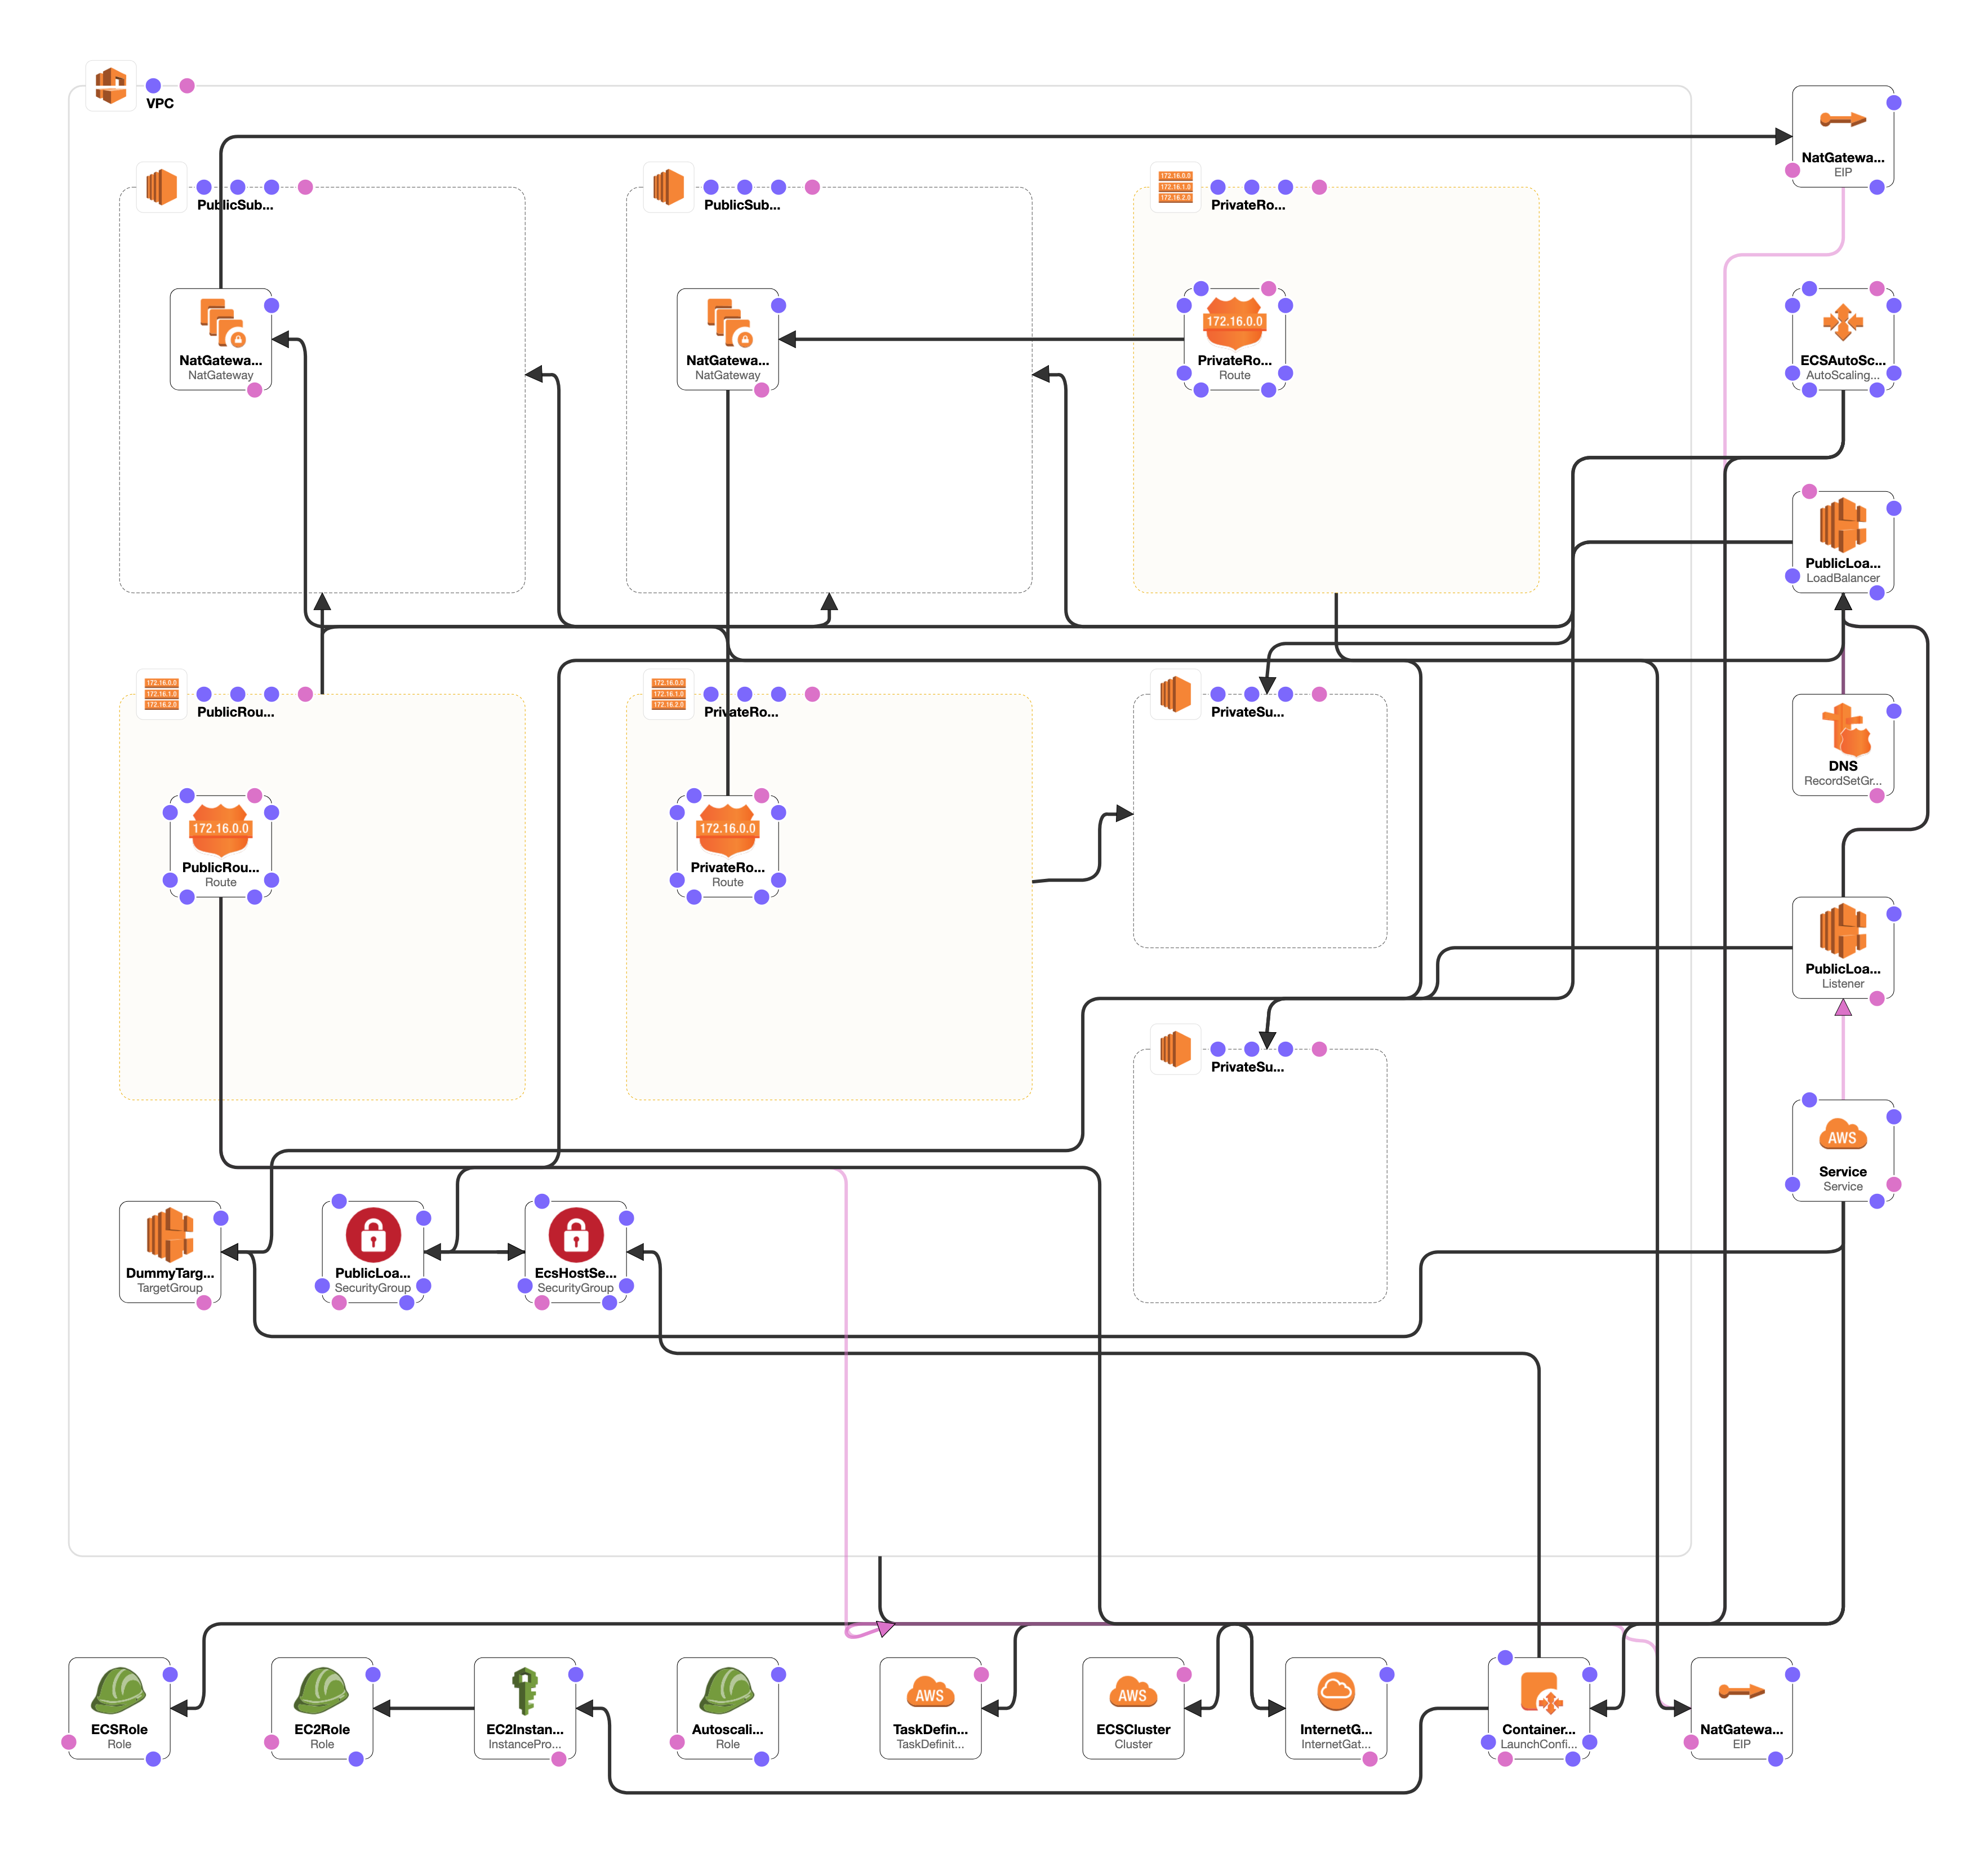 VPC
NatGatewa...
EIP
172.16.0.0
172.16.1.0
172.16.2.0
PublicSub...
PublicSub...
PrivateRo...
NatGatewa...
NatGateway
NatGatewa...
NatGateway
172.16.0.0
PrivateRo...
Route
ECSAutoSc...
AutoScaling...
PublicLoa...
LoadBalancer
172.16.0.0
172.16.1.0
172.16.2.0
PublicRou...
172.16.0.0
172.16.1.0
172.16.2.0
PrivateRo...
PrivateSu...
DNS
RecordSetGr...
172.16.0.0
PublicRou...
Route
172.16.0.0
PrivateRo...
Route
PublicLoa...
Listener
PrivateSu...
AWS
Service
Service
DummyTarg...
TargetGroup
PublicLoa...
SecurityGroup
EcsHostSe...
SecurityGroup
ECSRole
Role
EC2Role
Role
EC2Instan...
InstancePro...
Autoscali...
Role
AWS
TaskDefin...
TaskDefinit...
AWS
ECSCluster
Cluster
InternetG...
InternetGat...
Container...
LaunchConfi...
NatGatewa...
EIP